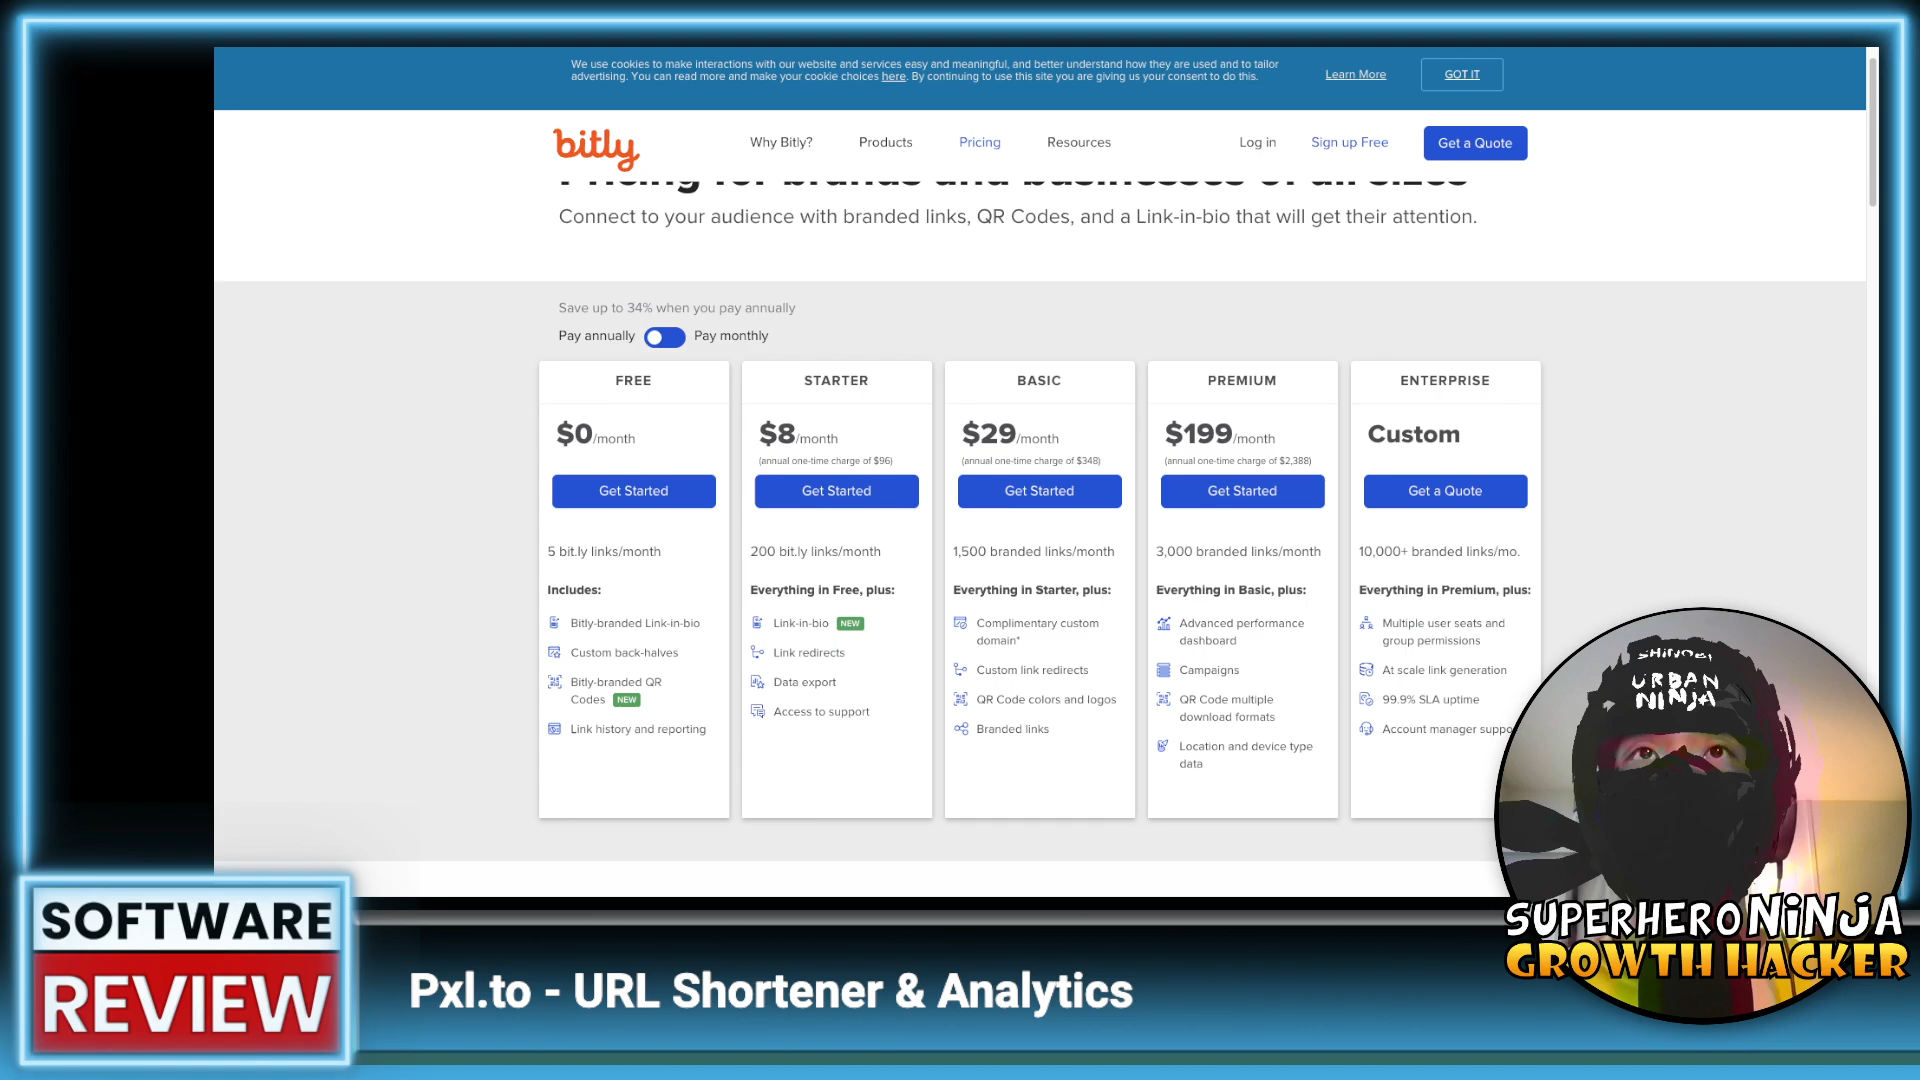 We use cookies to make interactions with our website and services easy and meaningful, and better understand how they are used and to tailor
advertising. You can read more and make your cookie choices here. By continuing to use this site you are giving us your consent to do this.
Learn More
GOT IT
bitly
Why Bitly?
Products
Pricing
Resources
Log in
Sign up Free
Get a Quote
Pricing for brands and businesses of all sizes
Connect to your audience with branded links, QR Codes, and a Link-in-bio that will get their attention.
Save up to 34% when you pay annually
Pay annually
Pay monthly
FREE
$0/month
Get Started
5 bit.ly links/month
Includes:
Bitly-branded Link-in-bio
Custom back-halves
Bitly-branded QR
Codes NEW
Link history and reporting
STARTER
$8/month
(annual one-time charge of $96)
Get Started
200 bit.ly links/month
Everything in Free, plus:
Link-in-bio NEW
Link redirects
Data export
Access to support
BASIC
$29/month
(annual one-time charge of $348)
Get Started
1,500 branded links/month
Everything in Starter, plus:
Complimentary custom
domain*
Custom link redirects
QR Code colors and logos
Branded links
PREMIUM
$199/month
(annual one-time charge of $2,388)
Get Started
3,000 branded links/month
Everything in Basic, plus:
Advanced performance
dashboard
Campaigns
QR Code multiple
download formats
Location and device type
data
ENTERPRISE
Custom
Get a Quote
10,000+ branded links/mo.
Everything in Premium, plus:
Multiple user seats and
group permissions
At scale link generation
99.9% SLA uptime
Account manager suppo
SHINOBI
URBAN
NINJA
SUPERHERO NINJA
GROWTH HACKER
SOFTWARE
REVIEW
Pxl.to - URL Shortener & Analytics